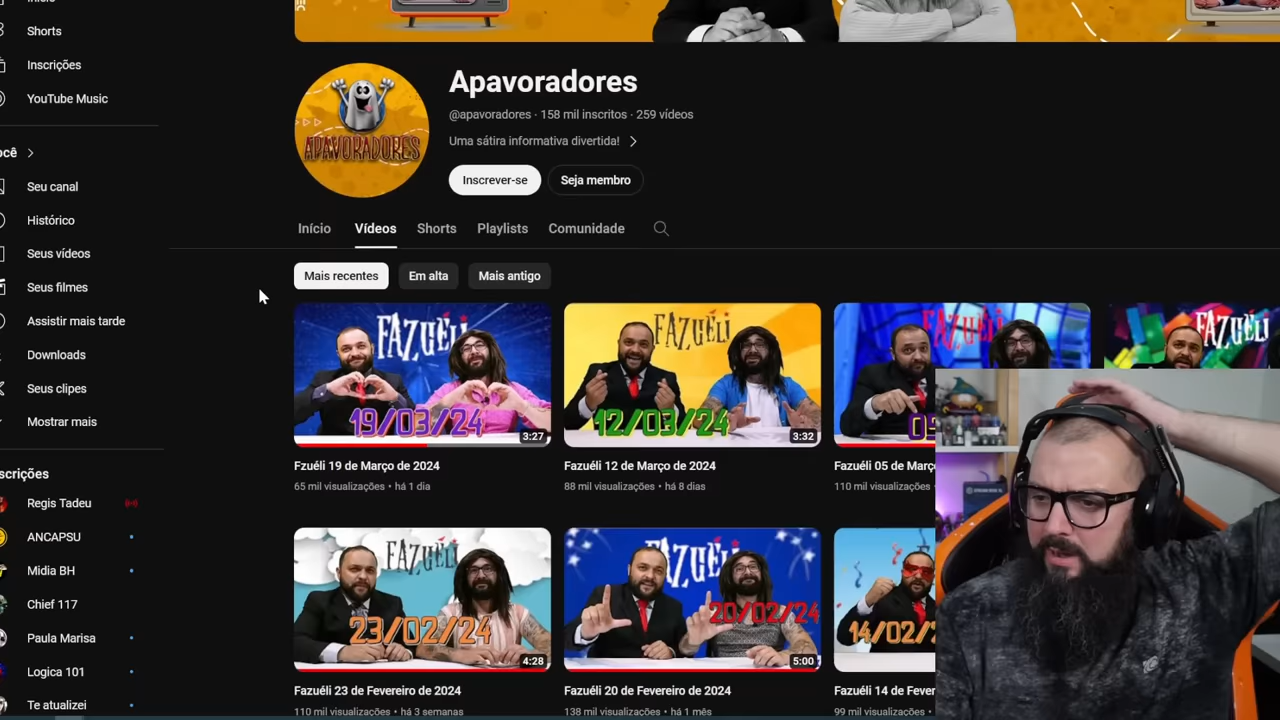 Shorts
Inscrições
YouTube Music
Seu canal
Histórico
Seus vídeos
Seus filmes
Assistir mais tarde
Downloads
Seus clipes
Mostrar mais
Regis Tadeu
ANCAPSU
Midia BH
Chief 117
Paula Marisa
Logica 101
Te atualizei
APAVORADORES
Apavoradores
@apavoradores · 158 mil inscritos · 259 vídeos
Uma sátira informativa divertida!
Inscrever-se
Seja membro
Início
Vídeos
Shorts
Playlists
Comunidade
Mais recentes
Em alta
Mais antigo
FAZUÉLI
19/03/24
3:27
FAZUÉLI
12/03/24
3:32
FAZUÉLI
05
FAZUÉLI
Fzuéli 19 de Março de 2024
65 mil visualizações • há 1 dia
Fazuéli 12 de Março de 2024
88 mil visualizações • há 8 dias
Fazuéli 05 de Març
110 mil visualizações •
FAZUÉLI
23/02/24
4:28
FAZUÉLI
20/02/24
5:00
14/02/2
Fazuéli 23 de Fevereiro de 2024
110 mil visualizações • há 3 semanas
Fazuéli 20 de Fevereiro de 2024
138 mil visualizações • há 1 mês
Fazuéli 14 de Fever
99 mil visualizações •